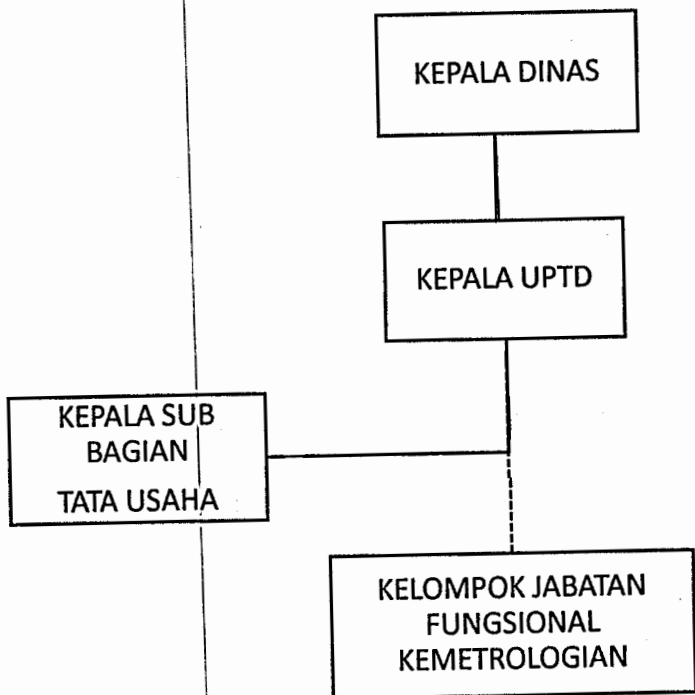 KEPALA DINAS
KEPALA UPTD
KEPALA SUB
BAGIAN
TATA USAHA
KELOMPOK JABATAN
FUNGSIONAL
KEMETROLOGIAN